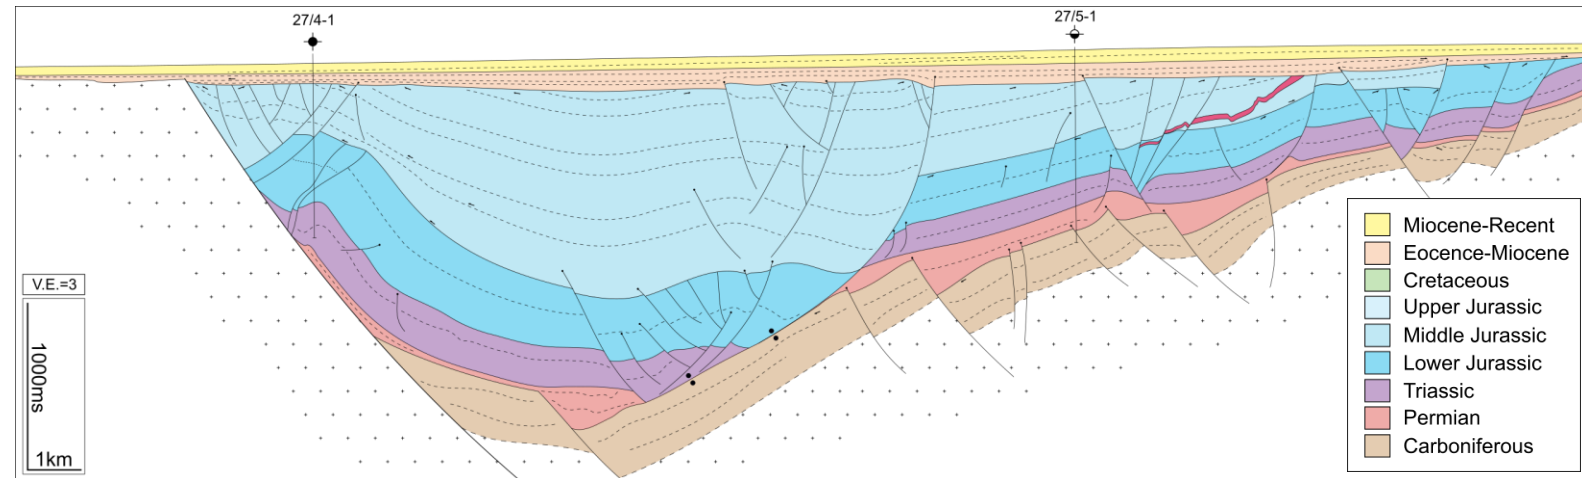 27/4-1
27/5-1
V.E.=3
1000ms
1km
Miocene-Recent
Eocence-Miocene
Cretaceous
Upper Jurassic
Middle Jurassic
Lower Jurassic
Triassic
Permian
Carboniferous